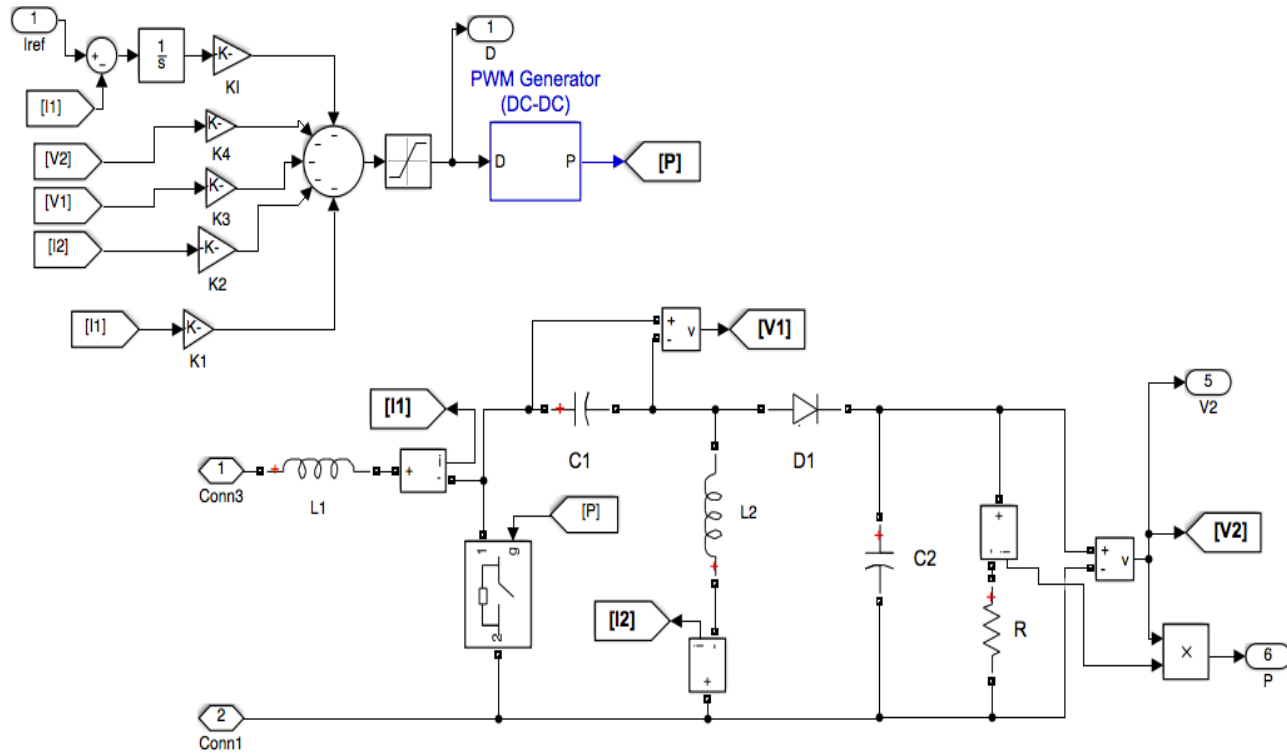 1
Iref
+
−
1
s
K-
KI
1
D
PWM Generator
(DC-DC)
D
P
[P]
[I1]
[V2]
K-
K4
[V1]
K-
K3
[I2]
-K-
K2
[I1]
K-
K1
−
−
−
−
−
+
-
v
[V1]
[I1]
1
Conn3
+
L1
+
i
-
+
C1
D1
[P]
1
g
2
L2
+
[I2]
i
-
+
+
C2
+
i
-
+
R
+
-
v
5
V2
[V2]
×
6
P
2
Conn1